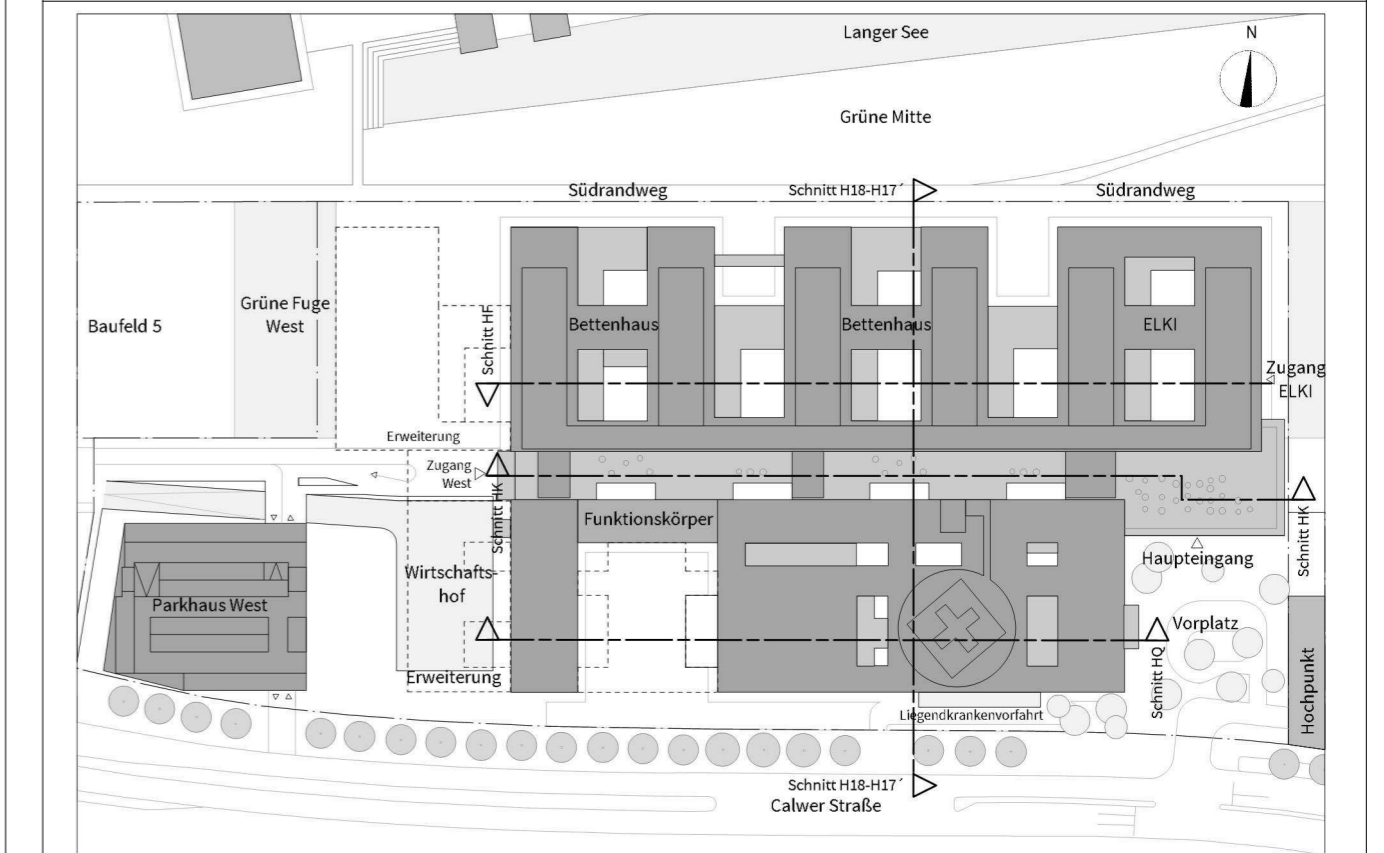 Langer See
N
Grüne Mitte
Südrandweg
Schnitt H18-H17´
Südrandweg
Grüne Fuge
West
Baufeld 5
Schnitt HF
Bettenhaus
Bettenhaus
ELKI
Zugang
ELKI
Erweiterung
Zugang
West
Schnitt HK
Funktionskörper
Schnitt HK
Haupteingang
Wirtschafts-
hof
Parkhaus West
Vorplatz
Erweiterung
Schnitt HQ
Hochpunkt
Liegendkrankenvorfahrt
Schnitt H18-H17´
Calwer Straße